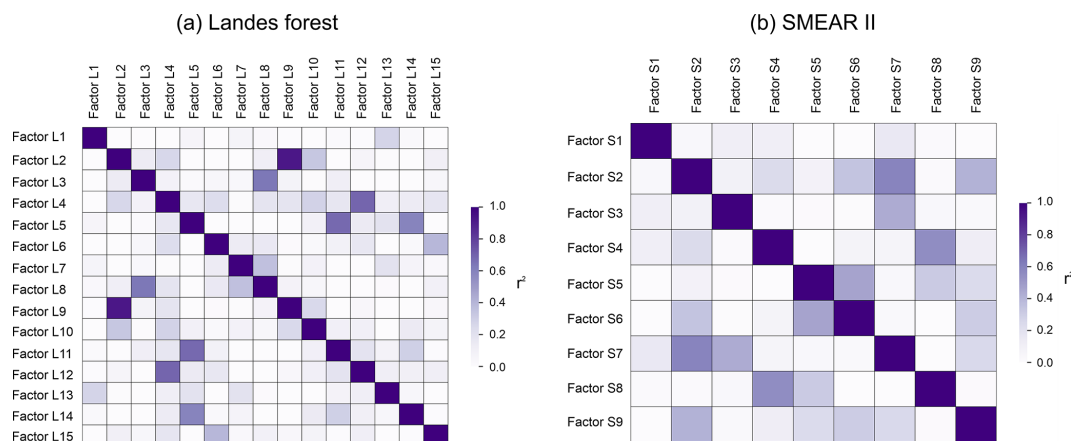 (a) Landes forest
Factor L1
Factor L2
Factor L3
Factor L4
Factor L5
Factor L6
Factor L7
Factor L8
Factor L9
Factor L10
Factor L11
Factor L12
Factor L13
Factor L14
Factor L15
Factor L1
Factor L2
Factor L3
Factor L4
Factor L5
Factor L6
Factor L7
Factor L8
Factor L9
Factor L10
Factor L11
Factor L12
Factor L13
Factor L14
Factor L15
1.0
0.8
0.6
0.4
0.2
0.0
r²
(b) SMEAR II
Factor S1
Factor S2
Factor S3
Factor S4
Factor S5
Factor S6
Factor S7
Factor S8
Factor S9
Factor S1
Factor S2
Factor S3
Factor S4
Factor S5
Factor S6
Factor S7
Factor S8
Factor S9
1.0
0.8
0.6
0.4
0.2
0.0